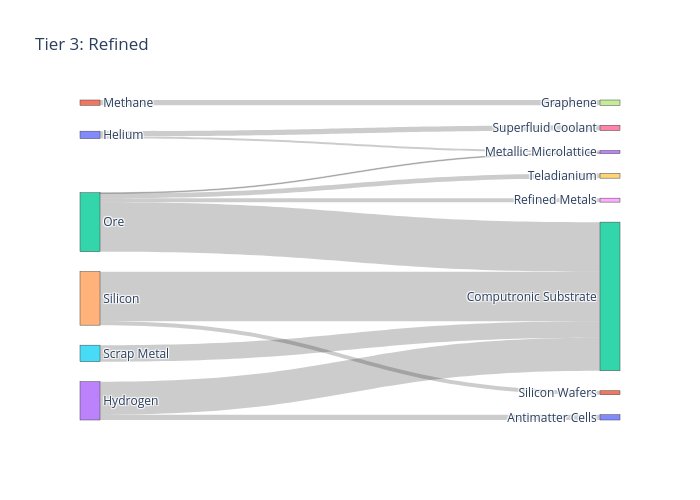 Tier 3: Refined
Methane
Graphene
Superfluid Coolant
Helium
Metallic Microlattice
Teladianium
Refined Metals
Ore
Computronic Substrate
Silicon
Scrap Metal
Silicon Wafers
Hydrogen
Antimatter Cells